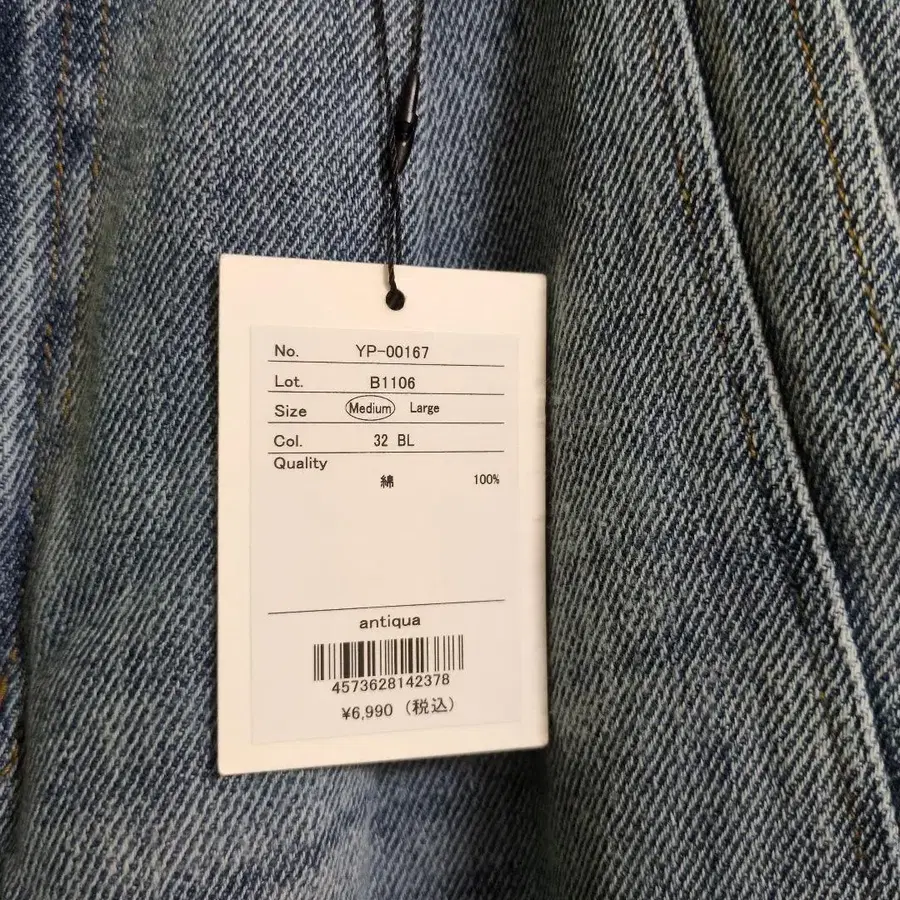 No. YP-00167
Lot. B1106
Size Medium Large
Col. 32 BL
Quality
綿 100%
antiqua
4573628142378
¥6,990（税込）